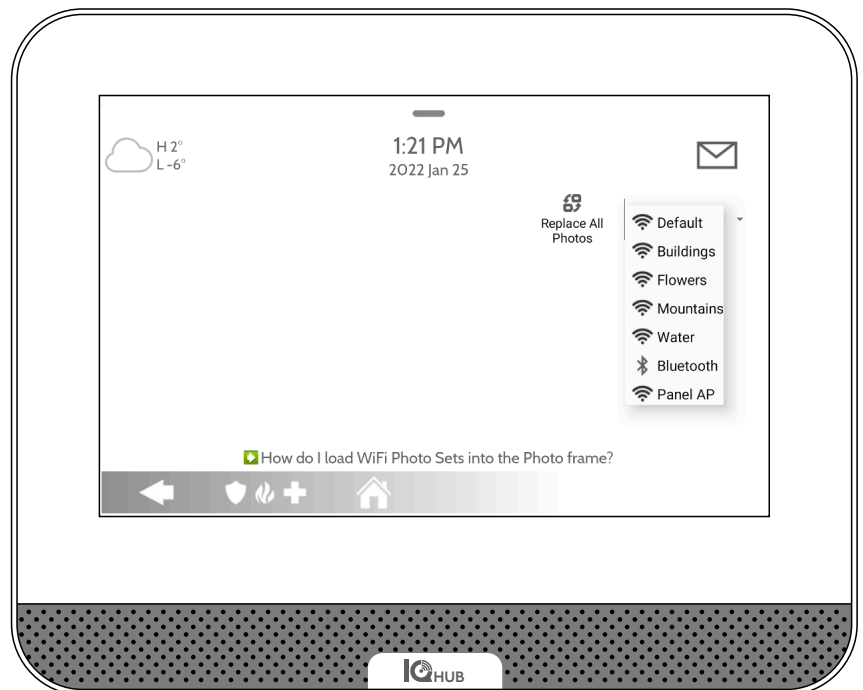 H 2°
L -6°
1:21 PM
2022 Jan 25
Replace All
Photos
Default
Buildings
Flowers
Mountains
Water
Bluetooth
Panel AP
How do I load WiFi Photo Sets into the Photo frame?
IQ HUB